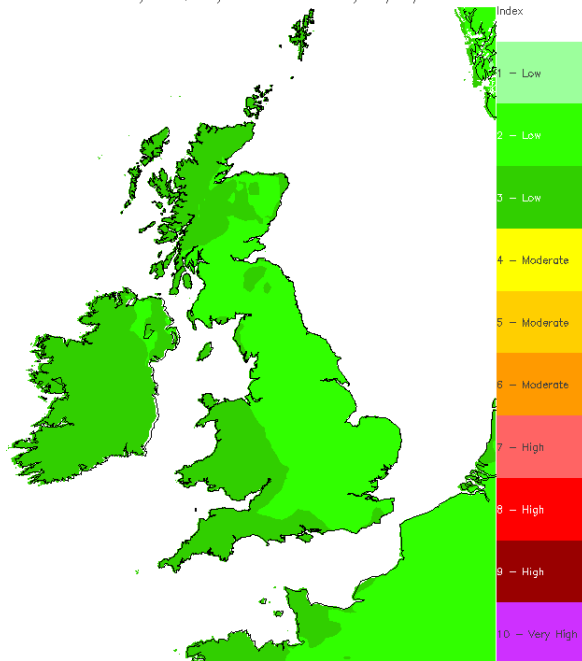 Index
1 - Low
2 - Low
3 - Low
4 - Moderate
5 - Moderate
6 - Moderate
7 - High
8 - High
9 - High
10 - Very High